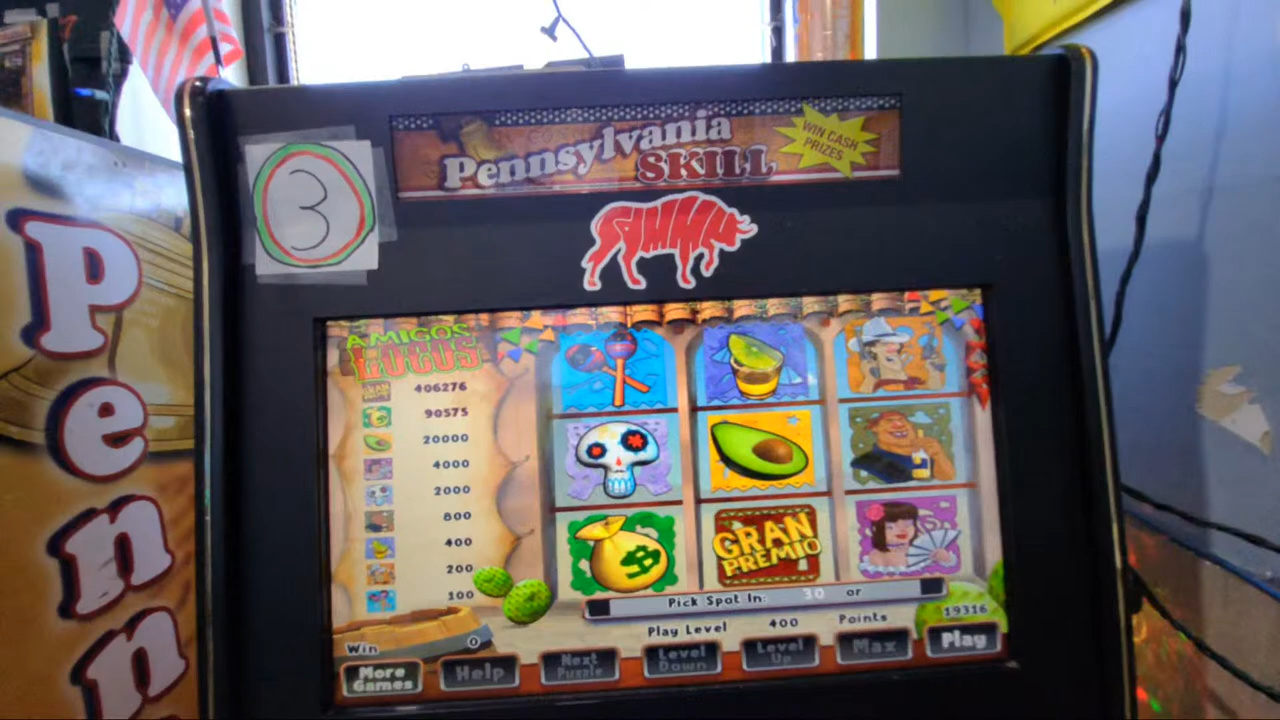 Pennsylvania
SKILL
WIN CASH
PRIZES
3
SAMMY
Penn
AMIGOS
LOCOS
406276
90575
20000
4000
2000
800
400
200
100
GRAN
PREMIO
Pick Spot In: 30 or
Play Level 400 Points 19316
Win 0
More
Games
Help
Next
Puzzle
Level
Down
Level
Up
Max
Play